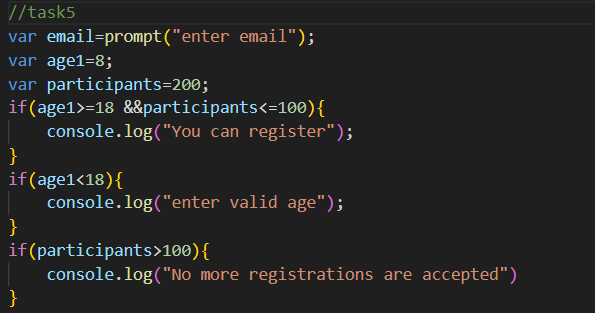 //task5
var email=prompt("enter email");
var age1=8;
var participants=200;
if(age1>=18 &&participants<=100){
    console.log("You can register");
}
if(age1<18){
    console.log("enter valid age");
}
if(participants>100){
    console.log("No more registrations are accepted")
}